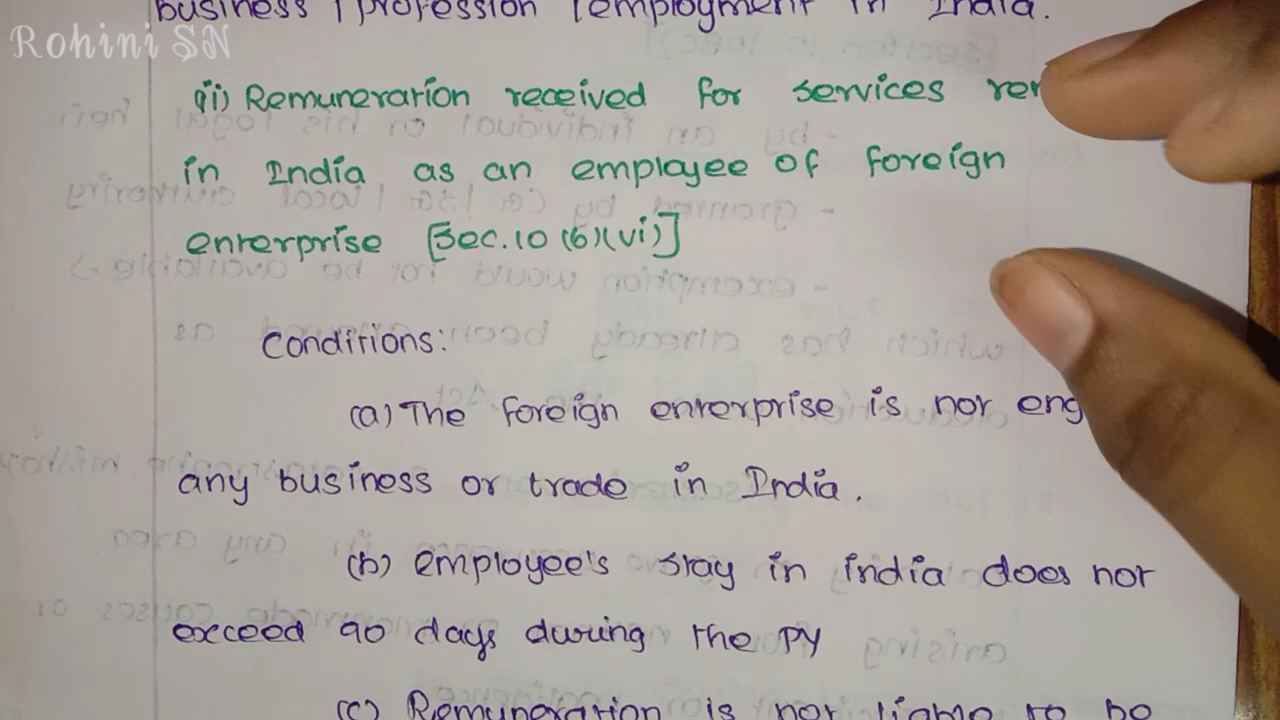 business / profession / employment in India.
Rohini SN
(ii) Remuneration received for services ren
in India as an employee of foreign
enterprise [Sec.10 (6)(vi)]
Conditions:
(a) The foreign enterprise is not eng
any business or trade in India.
(b) employee's stay in india does not
exceed 90 days during the PY
(c) Remuneration is not liable to be